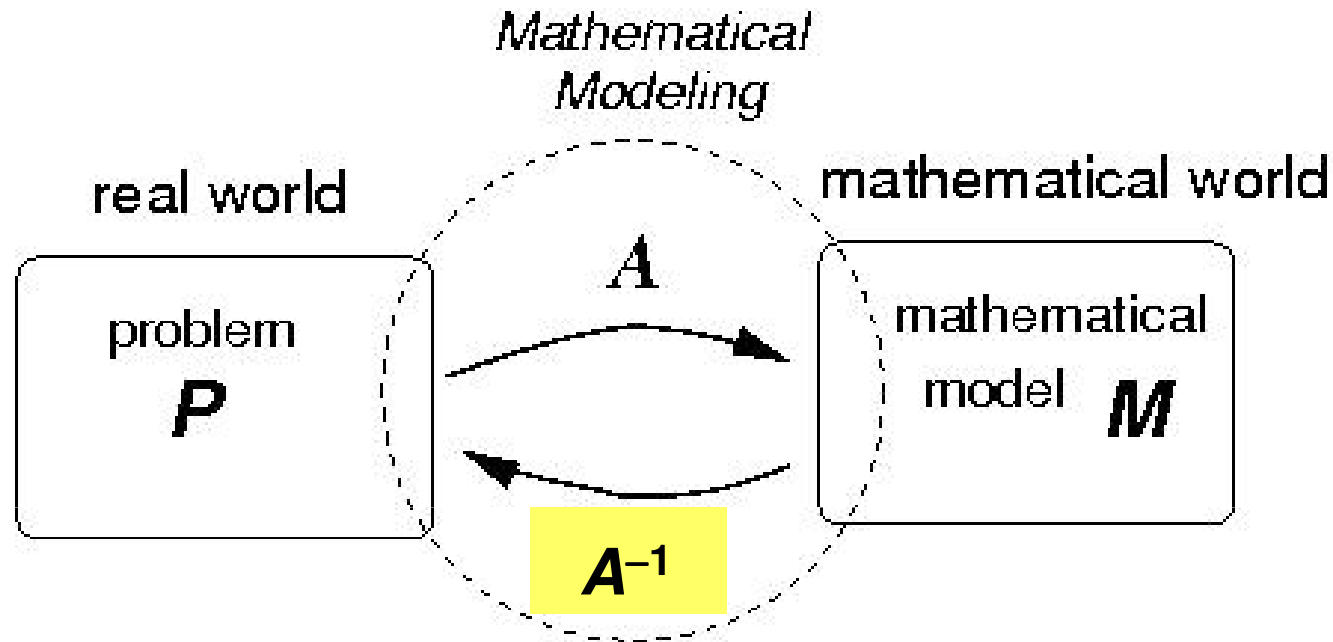 Mathematical
Modeling
real world
mathematical world
A
problem
P
mathematical
model M
A⁻¹